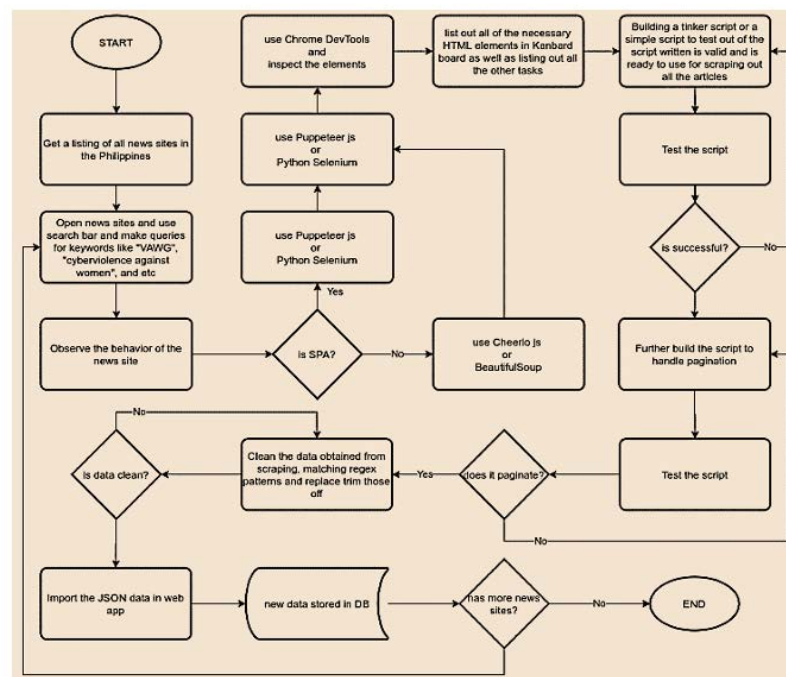 START
Get a listing of all news sites in
the Philippines
Open news sites and use
search bar and make queries
for keywords like "VAWG",
"cyberviolence against
women", and etc
Observe the behavior of the
news site
is SPA?
Yes
No
use Puppeteer js
or
Python Selenium
use Cheerio js
or
BeautifulSoup
use Puppeteer js
or
Python Selenium
use Chrome DevTools
and
inspect the elements
list out all of the necessary
HTML elements in Kanbard
board as well as listing out all
the other tasks
Building a tinker script or a
simple script to test out of the
script written is valid and is
ready to use for scraping out
all the articles
Test the script
is successful?
No
Further build the script to
handle pagination
Test the script
does it paginate?
Yes
No
Clean the data obtained from
scraping, matching regex
patterns and replace trim those
off
is data clean?
No
Import the JSON data in web
app
new data stored in DB
has more news
sites?
No
END